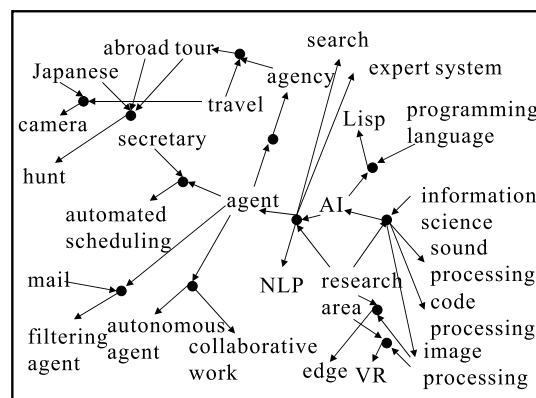 search
abroad tour
Japanese
agency
expert system
camera
travel
Lisp
programming
language
secretary
hunt
agent
AI
information
science
automated
scheduling
sound
processing
mail
NLP
research
area
code
processing
filtering
agent
autonomous
agent
collaborative
work
edge
VR
image
processing